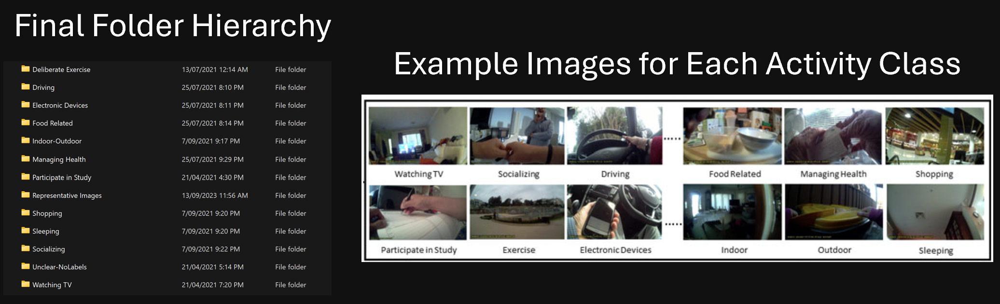 Final Folder Hierarchy
Deliberate Exercise 13/07/2021 12:14 AM File folder
Driving 25/07/2021 8:10 PM File folder
Electronic Devices 25/07/2021 8:11 PM File folder
Food Related 25/07/2021 8:14 PM File folder
Indoor-Outdoor 7/09/2021 9:17 PM File folder
Managing Health 25/07/2021 9:29 PM File folder
Participate in Study 21/04/2021 4:30 PM File folder
Representative Images 13/09/2023 11:56 AM File folder
Shopping 7/09/2021 9:20 PM File folder
Sleeping 7/09/2021 9:20 PM File folder
Socializing 7/09/2021 9:22 PM File folder
Unclear-NoLabels 21/04/2021 5:14 PM File folder
Watching TV 21/04/2021 7:20 PM File folder
Example Images for Each Activity Class
Watching TV Socializing Driving ..... Food Related Managing Health Shopping
Participate in Study Exercise Electronic Devices ..... Indoor Outdoor Sleeping